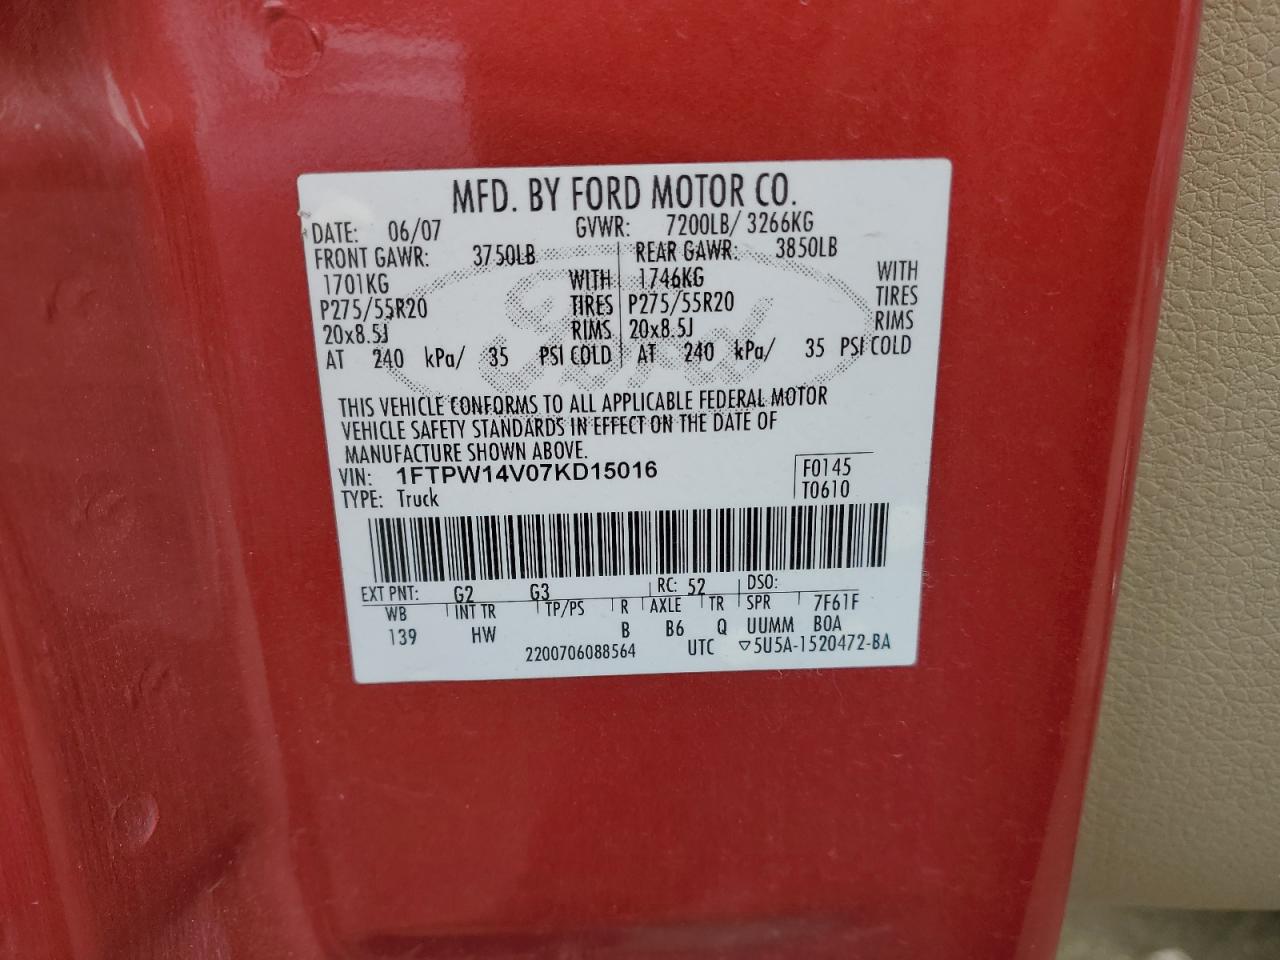 MFD. BY FORD MOTOR CO.
DATE: 06/07 GVWR: 7200LB/ 3266KG
FRONT GAWR: 3750LB REAR GAWR: 3850LB
1701KG WITH 1746KG WITH
P275/55R20 TIRES P275/55R20 TIRES
20x8.5J RIMS 20x8.5J RIMS
AT 240 kPa/ 35 PSI COLD AT 240 kPa/ 35 PSI COLD
THIS VEHICLE CONFORMS TO ALL APPLICABLE FEDERAL MOTOR
VEHICLE SAFETY STANDARDS IN EFFECT ON THE DATE OF
MANUFACTURE SHOWN ABOVE.
VIN: 1FTPW14V07KD15016 F0145
TYPE: Truck T0610
EXT PNT: G2 G3 RC: 52 DSO:
WB INT TR TP/PS R AXLE TR SPR 7F61F
139 HW B B6 Q UUMM BOA
2200706088564 UTC ▽5U5A-1520472-BA
Ford